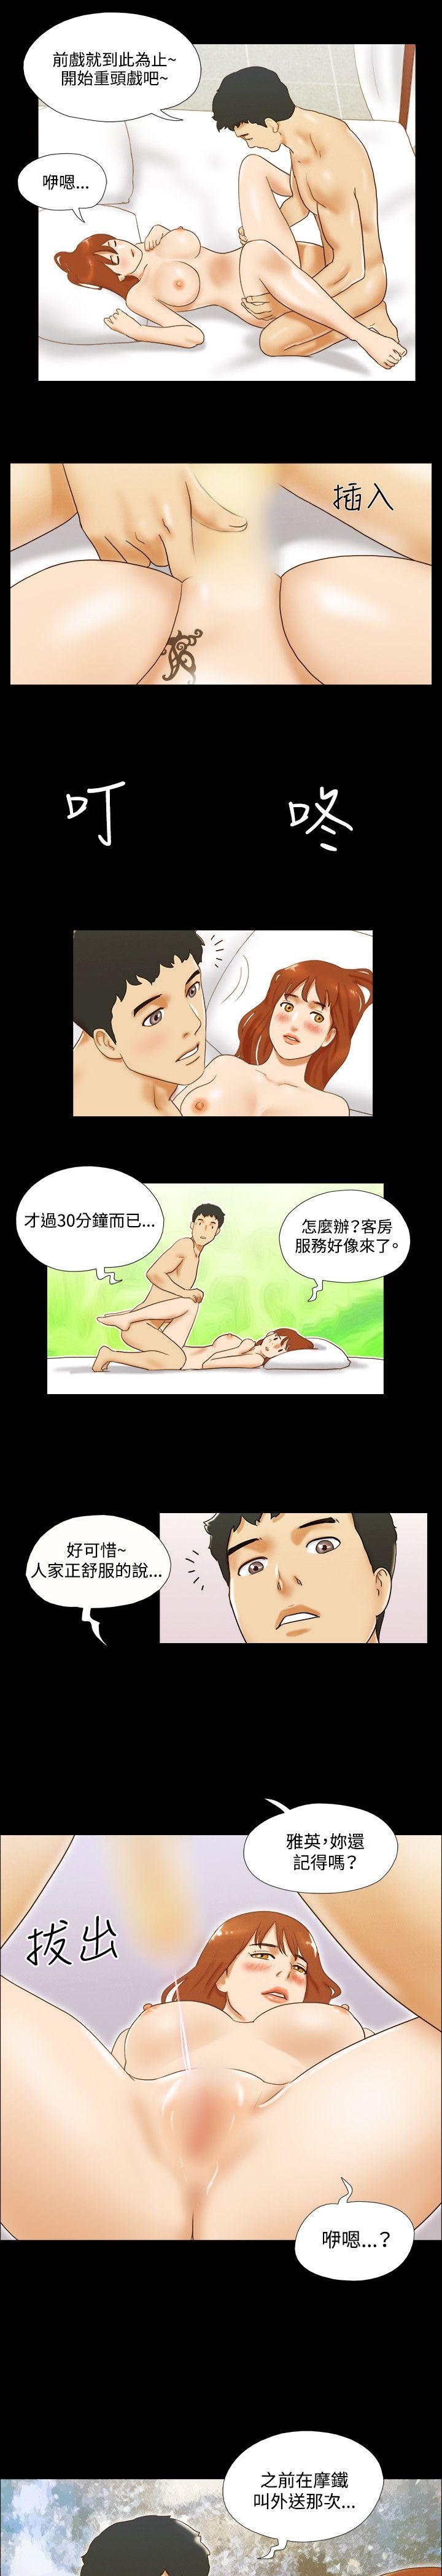 前戲就到此為止~
開始重頭戲吧~
咿嗯...
插入
叮
咚
才過30分鐘而已...
怎麼辦?客房
服務好像來了。
好可惜~
人家正舒服的說...
雅英,妳還
記得嗎?
拔出
咿嗯...?
之前在摩鐵
叫外送那次...